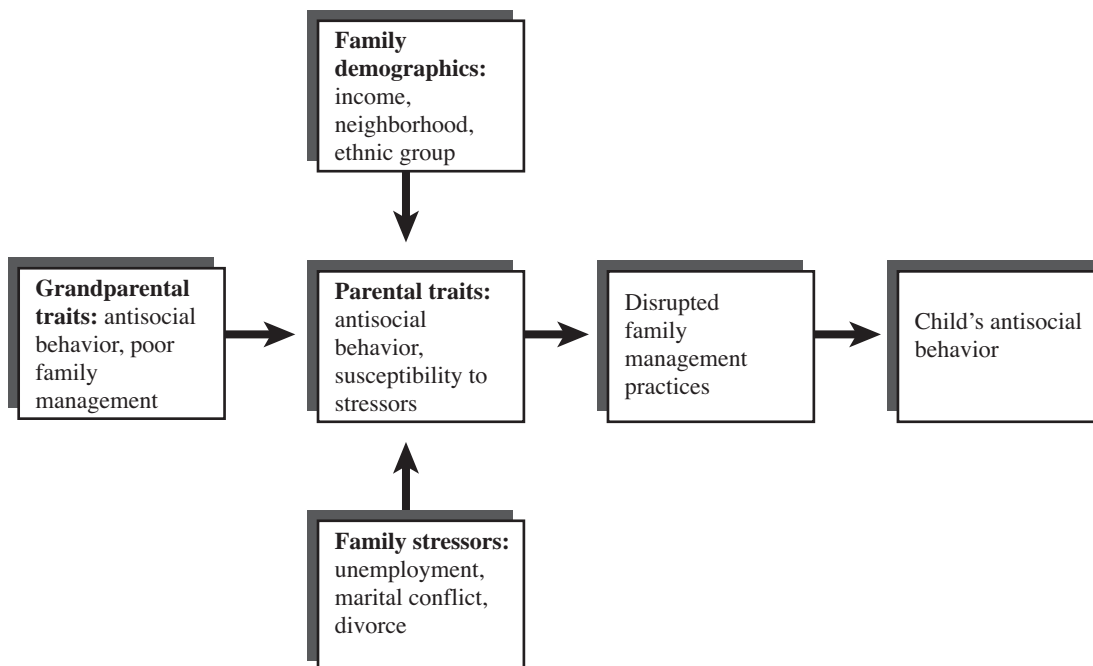 Family
demographics:
income,
neighborhood,
ethnic group
Grandparental
traits: antisocial
behavior, poor
family
management
Parental traits:
antisocial
behavior,
susceptibility to
stressors
Disrupted
family
management
practices
Child’s antisocial
behavior
Family stressors:
unemployment,
marital conflict,
divorce